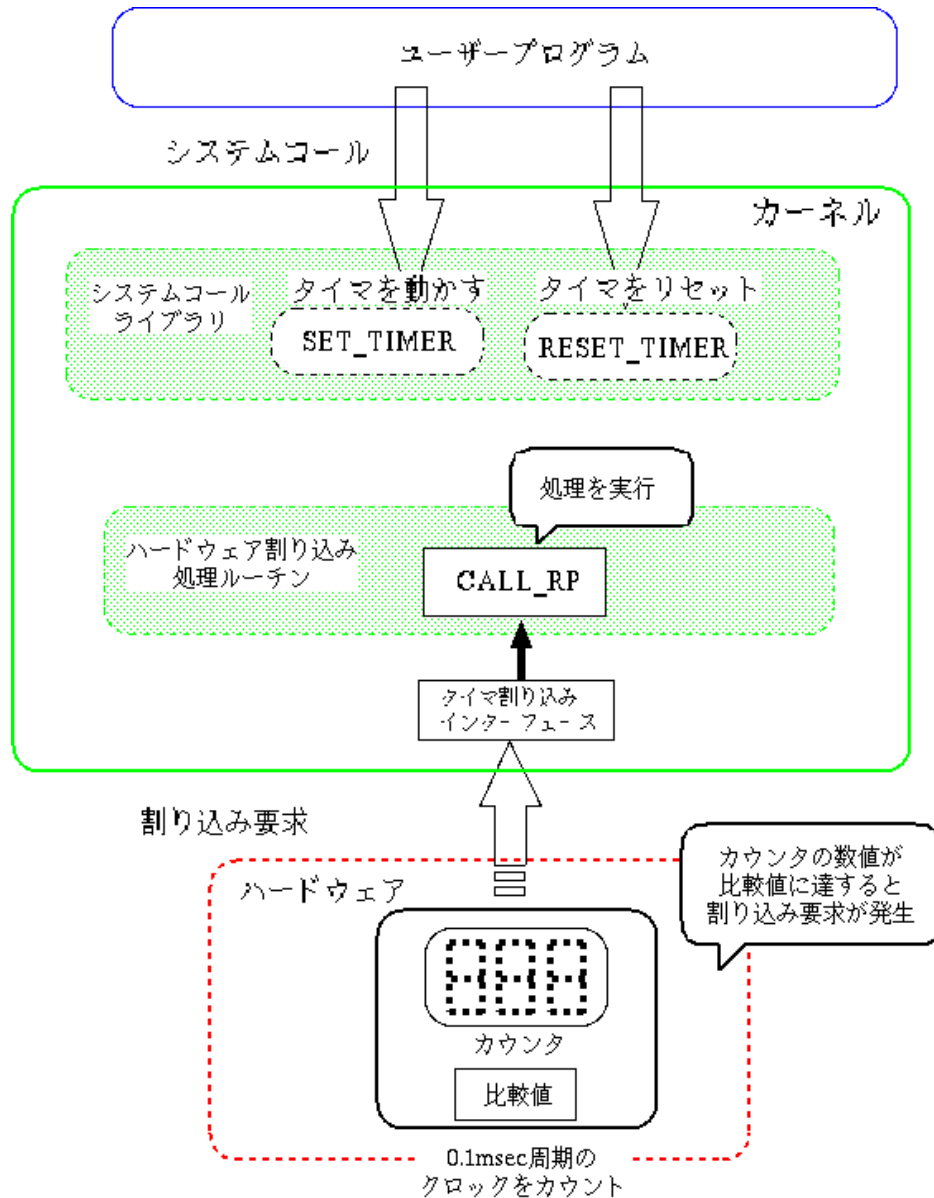 ユーザープログラム
システムコール
カーネル
システムコール
ライブラリ
タイマを動かす
SET_TIMER
タイマをリセット
RESET_TIMER
処理を実行
ハードウェア割り込み
処理ルーチン
CALL_RP
タイマ割り込み
インターフェース
割り込み要求
ハードウェア
カウンタの数値が
比較値に達すると
割り込み要求が発生
カウンタ
比較値
0.1msec周期の
クロックをカウント